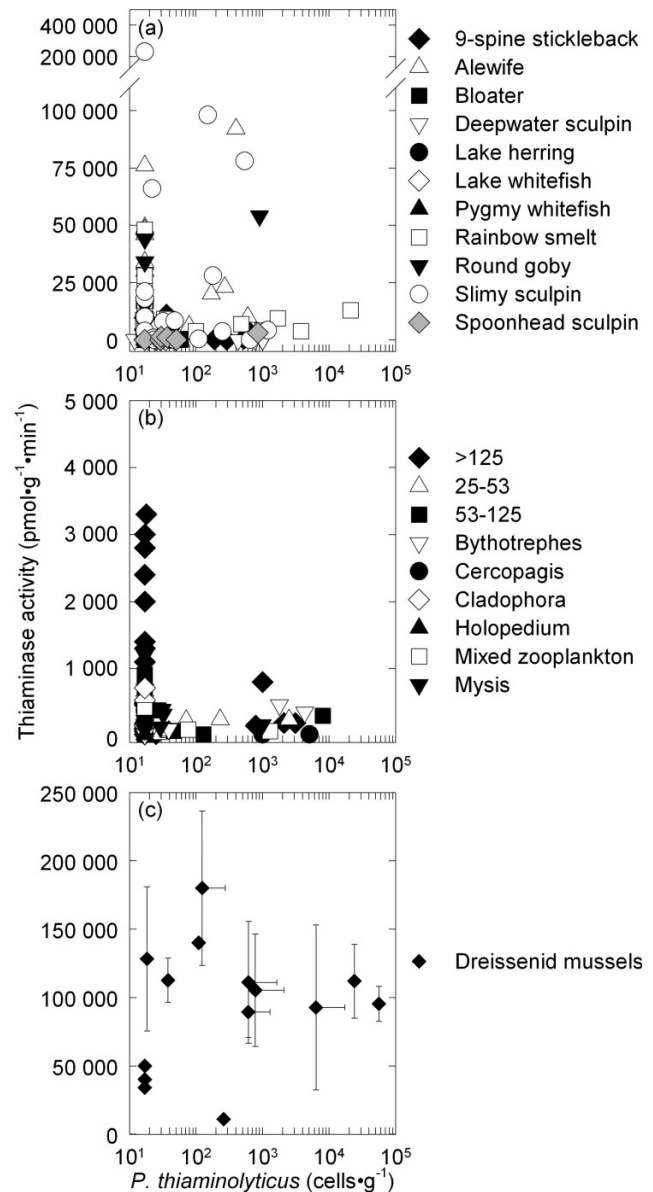 400 000
200 000
(a)
100 000
75 000
50 000
25 000
0
10¹ 10² 10³ 10⁴ 10⁵
9-spine stickleback
Alewife
Bloater
Deepwater sculpin
Lake herring
Lake whitefish
Pygmy whitefish
Rainbow smelt
Round goby
Slimy sculpin
Spoonhead sculpin
Thiaminase activity (pmol•g⁻¹•min⁻¹)
5 000
(b)
4 000
3 000
2 000
1 000
0
10¹ 10² 10³ 10⁴ 10⁵
>125
25-53
53-125
Bythotrephes
Cercopagis
Cladophora
Holopedium
Mixed zooplankton
Mysis
250 000
(c)
200 000
150 000
100 000
50 000
0
10¹ 10² 10³ 10⁴ 10⁵
Dreissenid mussels
P. thiaminolyticus (cells•g⁻¹)